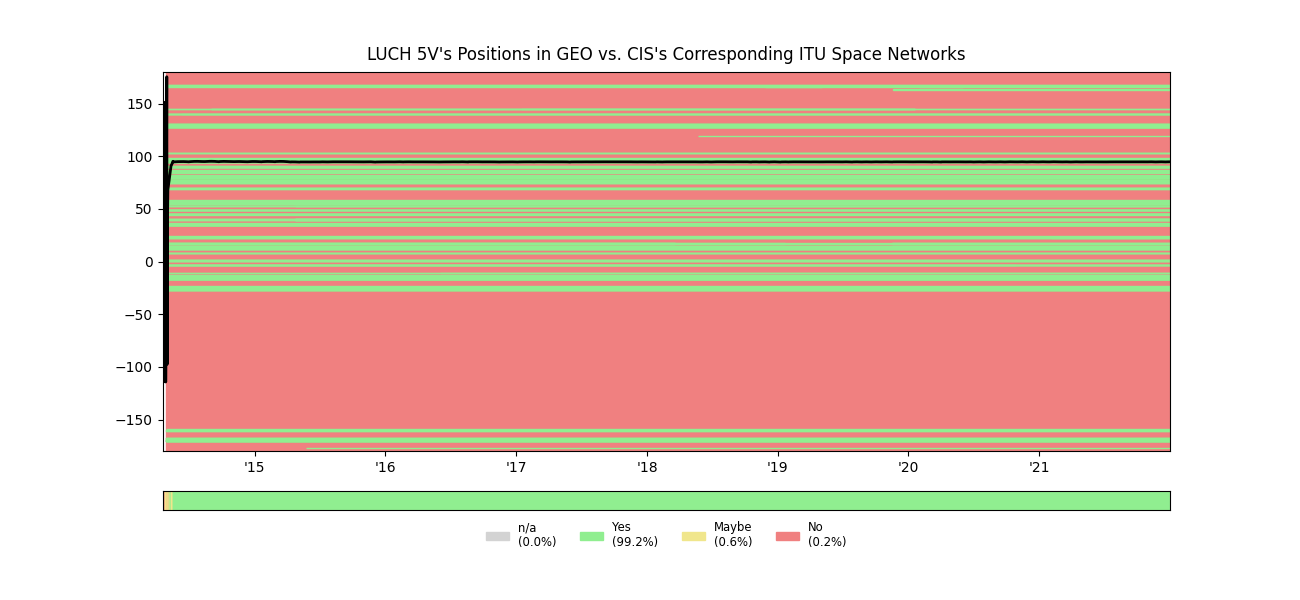 LUCH 5V's Positions in GEO vs. CIS's Corresponding ITU Space Networks
150
100
50
0
−50
−100
−150
'15 '16 '17 '18 '19 '20 '21
n/a Yes Maybe No
(0.0%) (99.2%) (0.6%) (0.2%)